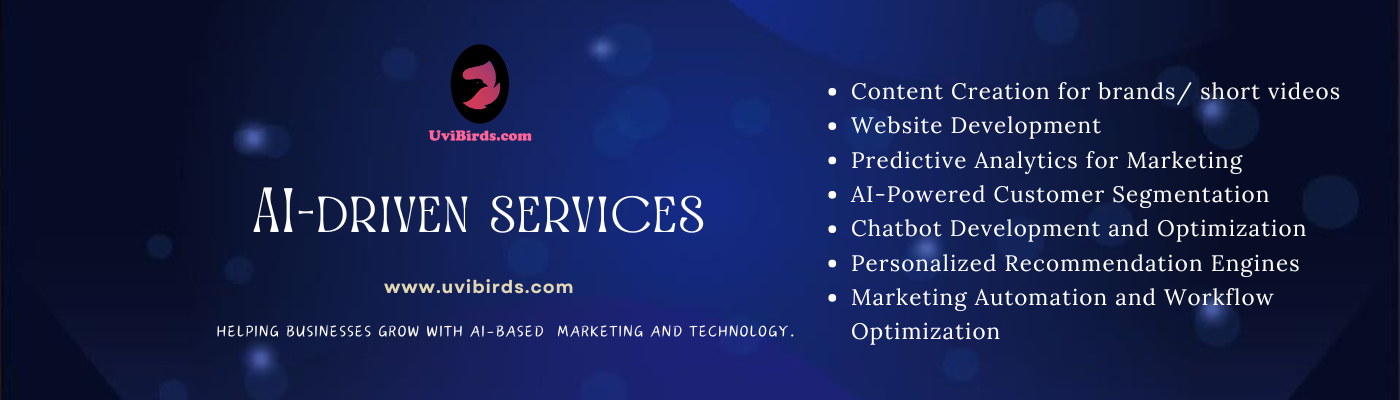 UviBirds.com
AI-DRIVEN SERVICES
www.uvibirds.com
HELPING BUSINESSES GROW WITH AI-BASED MARKETING AND TECHNOLOGY.
• Content Creation for brands/ short videos
• Website Development
• Predictive Analytics for Marketing
• AI-Powered Customer Segmentation
• Chatbot Development and Optimization
• Personalized Recommendation Engines
• Marketing Automation and Workflow
Optimization